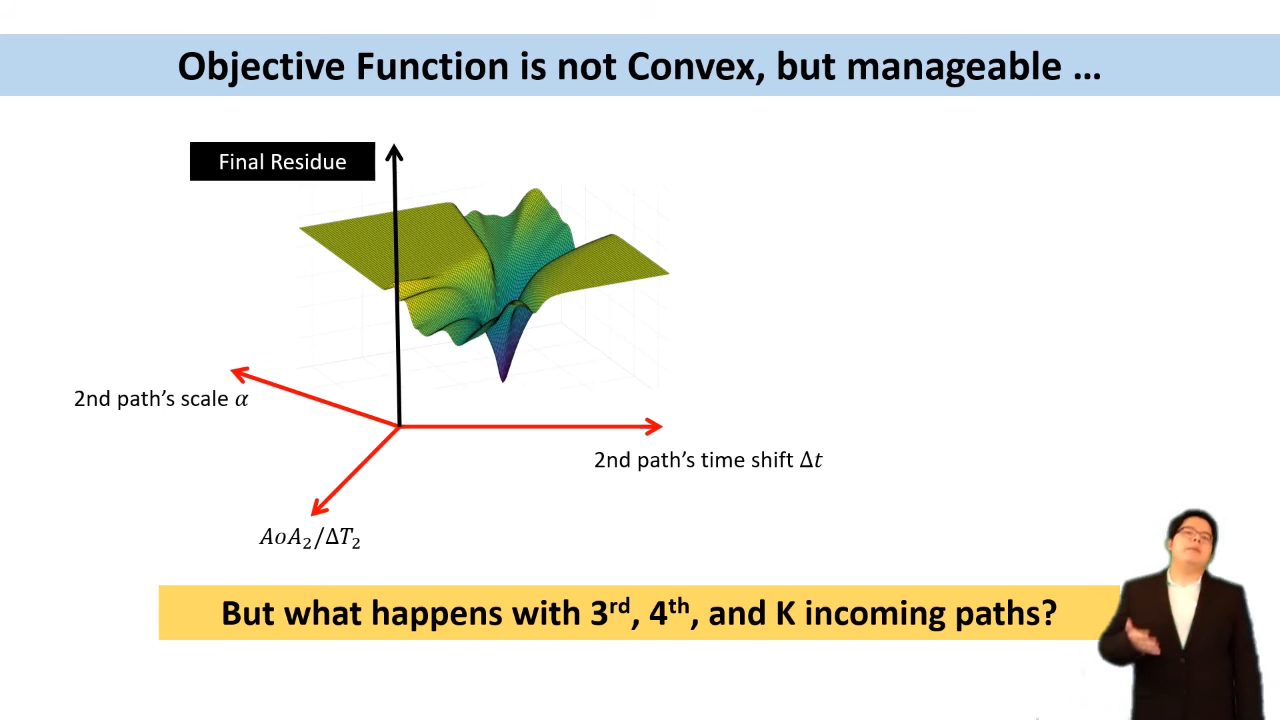 Objective Function is not Convex, but manageable ...
Final Residue
2nd path's scale α
2nd path's time shift Δt
AoA₂/ΔT₂
But what happens with 3rd, 4th, and K incoming paths?